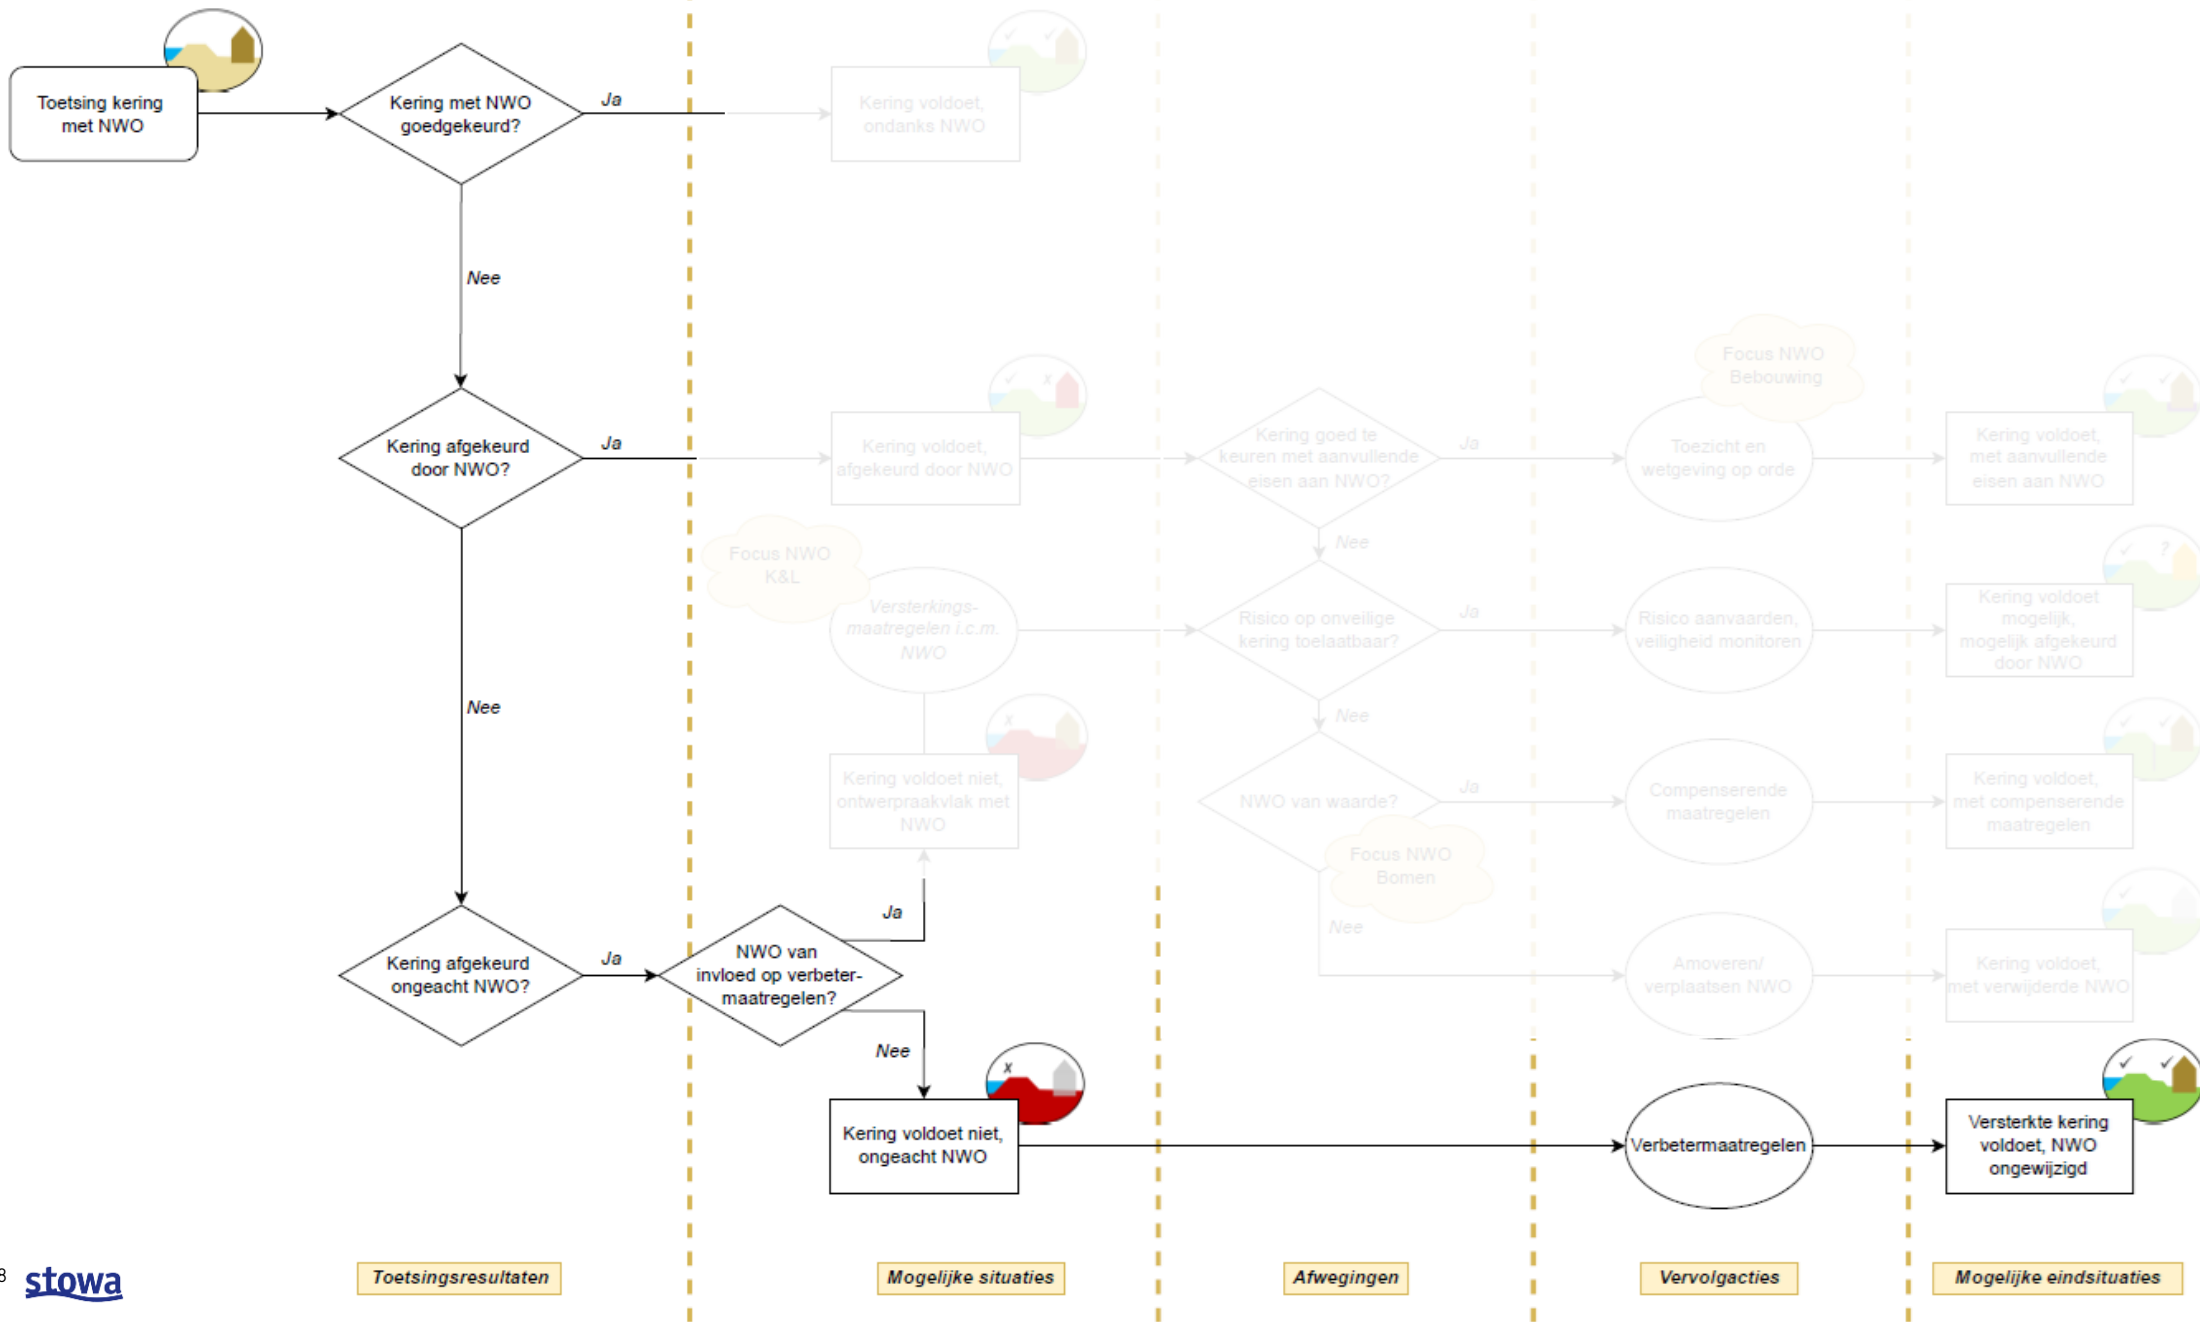 Toetsing kering
met NWO
Kering met NWO
goedgekeurd?
Ja
Kering voldoet,
ondanks NWO
Nee
Kering afgekeurd
door NWO?
Ja
Kering voldoet,
afgekeurd door NWO
Kering goed te
keuren met aanvullende
eisen aan NWO?
Ja
Focus NWO
Bebouwing
Toezicht en
wetgeving op orde
Kering voldoet,
met aanvullende
eisen aan NWO
Nee
Focus NWO
K&L
Versterkings-
maatregelen i.c.m.
NWO
Risico op onveilige
kering toelaatbaar?
Ja
Risico aanvaarden,
veiligheid monitoren
?
Kering voldoet
mogelijk,
mogelijk afgekeurd
door NWO
Nee
Nee
Kering voldoet niet,
ontwerpraakvlak met
NWO
NWO van waarde?
Ja
Compenserende
maatregelen
Kering voldoet,
met compenserende
maatregelen
Focus NWO
Bomen
Nee
Amoveren/
verplaatsen NWO
Kering voldoet,
met verwijderde NWO
Kering afgekeurd
ongeacht NWO?
Ja
NWO van
invloed op verbeter-
maatregelen?
Ja
Nee
x
Kering voldoet niet,
ongeacht NWO
Verbetermaatregelen
Versterkte kering
voldoet, NWO
ongewijzigd
8
stowa
Toetsingsresultaten
Mogelijke situaties
Afwegingen
Vervolgacties
Mogelijke eindsituaties